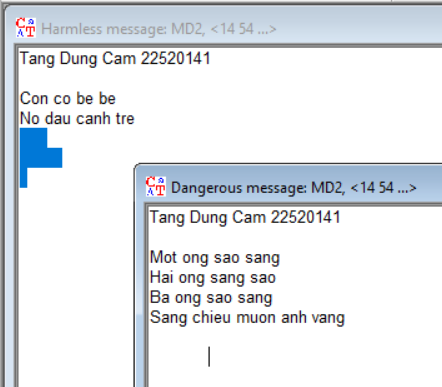 Harmless message: MD2, <14 54 ...>
Tang Dung Cam 22520141
Con co be be
No dau canh tre
Dangerous message: MD2, <14 54 ...>
Tang Dung Cam 22520141
Mot ong sao sang
Hai ong sang sao
Ba ong sao sang
Sang chieu muon anh vang